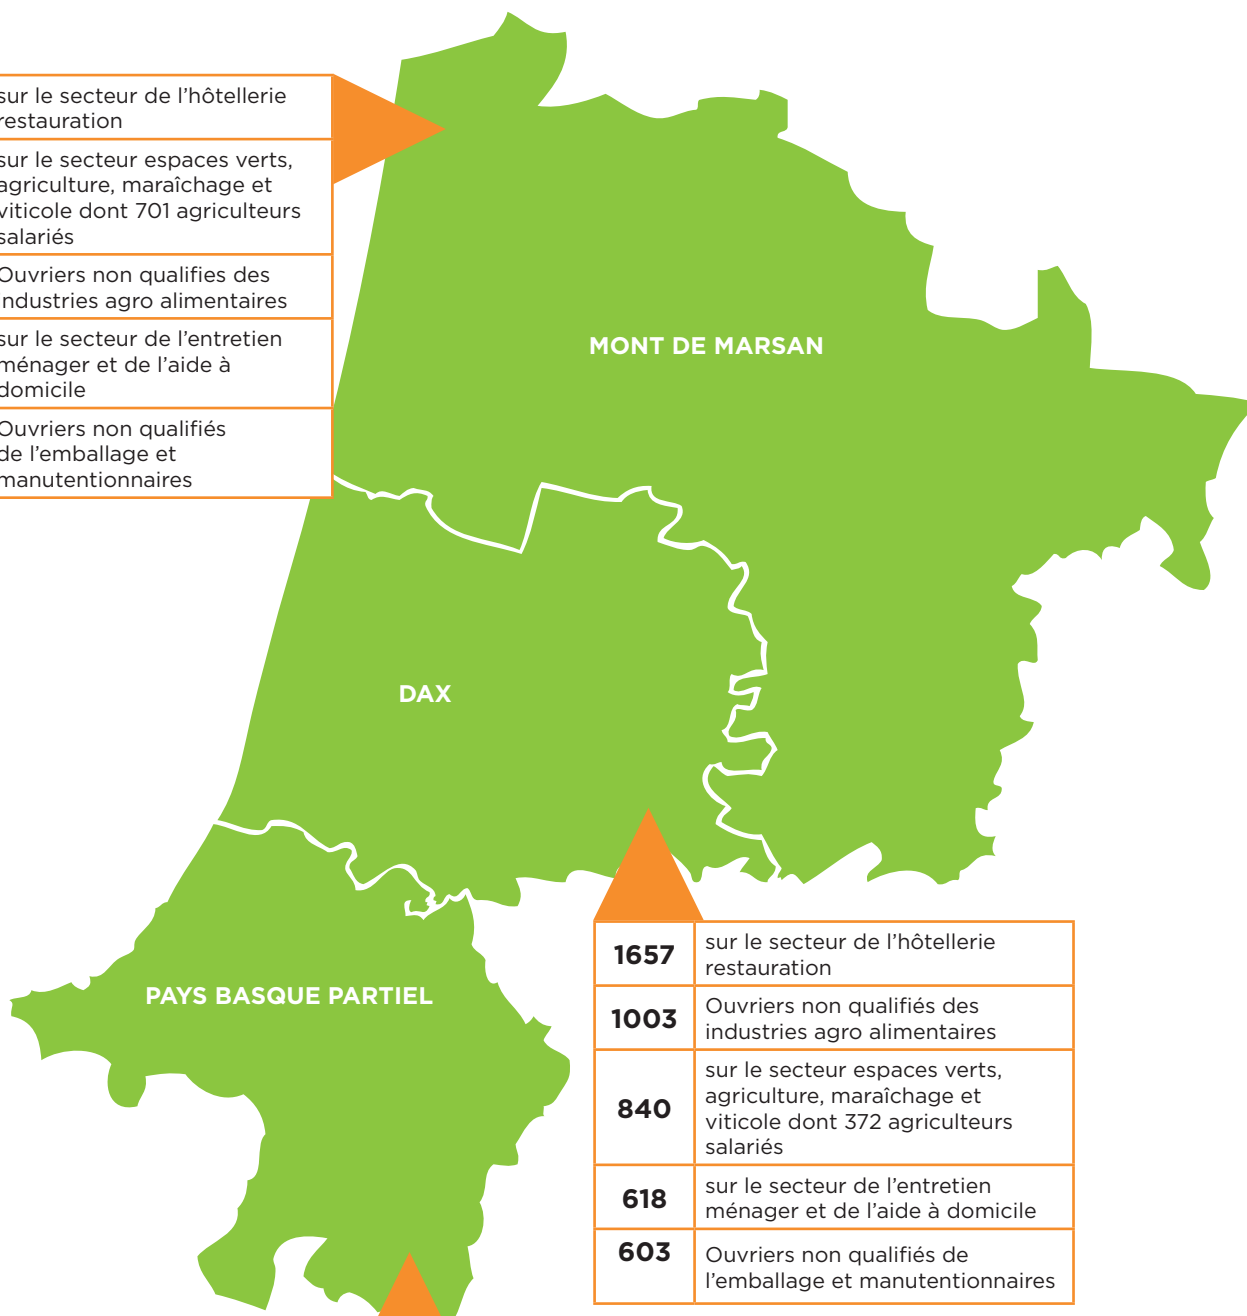 sur le secteur de l’hôtellerie
restauration
sur le secteur espaces verts,
agriculture, maraîchage et
viticole dont 701 agriculteurs
salariés
Ouvriers non qualifies des
industries agro alimentaires
sur le secteur de l’entretien
ménager et de l’aide à
domicile
Ouvriers non qualifiés
de l’emballage et
manutentionnaires
MONT DE MARSAN
DAX
PAYS BASQUE PARTIEL
1657
sur le secteur de l’hôtellerie
restauration
1003
Ouvriers non qualifiés des
industries agro alimentaires
840
sur le secteur espaces verts,
agriculture, maraîchage et
viticole dont 372 agriculteurs
salariés
618
sur le secteur de l’entretien
ménager et de l’aide à domicile
603
Ouvriers non qualifiés de
l’emballage et manutentionnaires